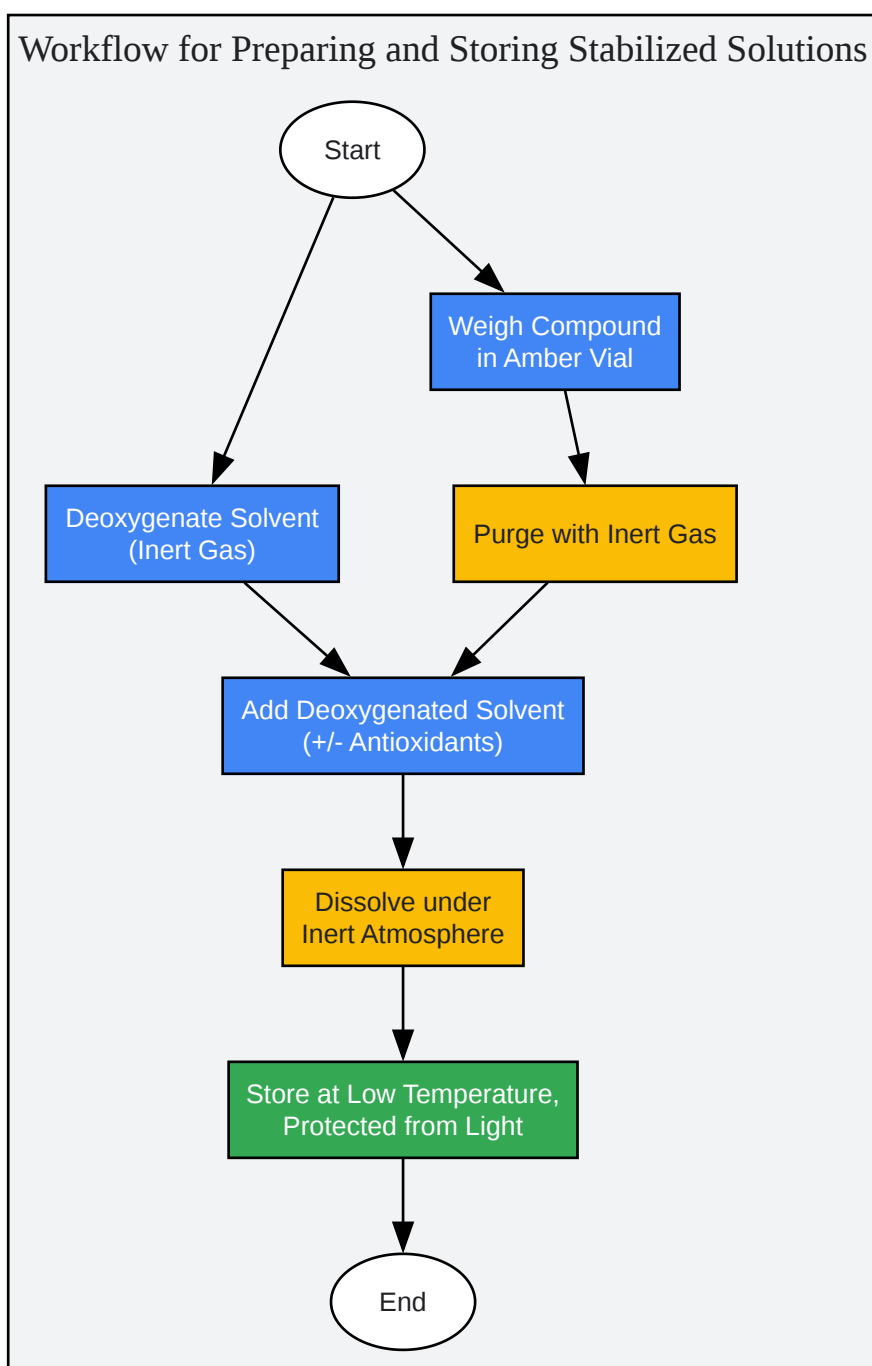 Workflow for Preparing and Storing Stabilized Solutions
Start
Weigh Compound
in Amber Vial
Deoxygenate Solvent
(Inert Gas)
Purge with Inert Gas
Add Deoxygenated Solvent
(+/- Antioxidants)
Dissolve under
Inert Atmosphere
Store at Low Temperature,
Protected from Light
End